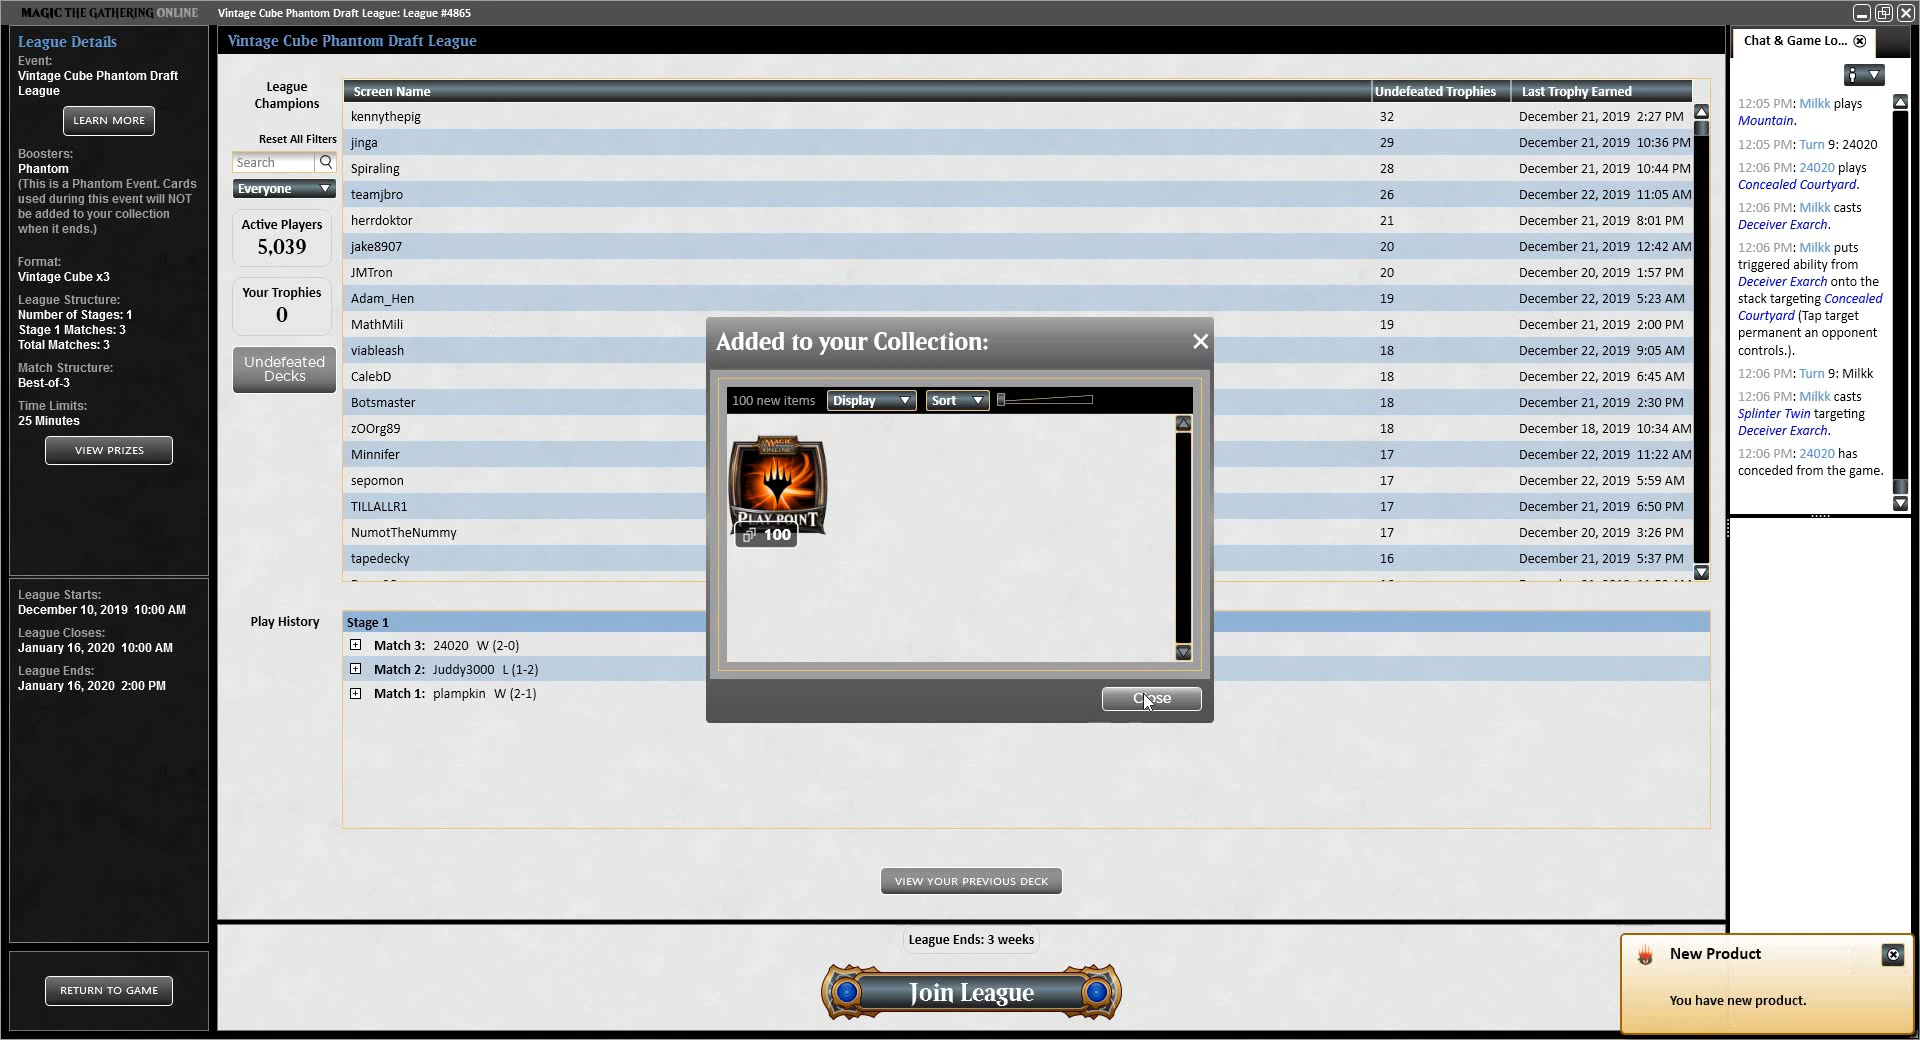 MAGIC THE GATHERING ONLINE
Vintage Cube Phantom Draft League: League #4865
League Details
Event:
Vintage Cube Phantom Draft
League
LEARN MORE
Boosters:
Phantom
(This is a Phantom Event. Cards
used during this event will NOT
be added to your collection
when it ends.)
Format:
Vintage Cube x3
League Structure:
Number of Stages: 1
Stage 1 Matches: 3
Total Matches: 3
Match Structure:
Best-of-3
Time Limits:
25 Minutes
VIEW PRIZES
League Starts:
December 10, 2019 10:00 AM
League Closes:
January 16, 2020 10:00 AM
League Ends:
January 16, 2020 2:00 PM
RETURN TO GAME
Vintage Cube Phantom Draft League
League
Champions
Reset All Filters
Search
Everyone
Active Players
5,039
Your Trophies
0
Undefeated
Decks
Screen Name Undefeated Trophies Last Trophy Earned
kennythepig 32 December 21, 2019 2:27 PM
jinga 29 December 21, 2019 10:36 PM
Spiraling 28 December 21, 2019 10:44 PM
teamjbro 26 December 22, 2019 11:05 AM
herrdoktor 21 December 21, 2019 8:01 PM
jake8907 20 December 21, 2019 12:42 AM
JMTron 20 December 20, 2019 1:57 PM
Adam_Hen 19 December 22, 2019 5:23 AM
MathMili 19 December 21, 2019 2:00 PM
viableash 18 December 22, 2019 9:05 AM
CalebD 18 December 22, 2019 6:45 AM
Botsmaster 18 December 21, 2019 2:30 PM
zOOrg89 18 December 18, 2019 10:34 AM
Minnifer 17 December 22, 2019 11:22 AM
sepomon 17 December 22, 2019 5:59 AM
TILLALLR1 17 December 21, 2019 6:50 PM
NumotTheNummy 17 December 20, 2019 3:26 PM
tapedecky 16 December 21, 2019 5:37 PM
Added to your Collection:
100 new items Display Sort
MAGIC
ONLINE
PLAY POINT
100
Close
Play History
Stage 1
Match 3: 24020 W (2-0)
Match 2: Juddy3000 L (1-2)
Match 1: plampkin W (2-1)
VIEW YOUR PREVIOUS DECK
League Ends: 3 weeks
Join League
Chat & Game Lo...
12:05 PM: Milkk plays
Mountain.
12:05 PM: Turn 9: 24020
12:06 PM: 24020 plays
Concealed Courtyard.
12:06 PM: Milkk casts
Deceiver Exarch.
12:06 PM: Milkk puts
triggered ability from
Deceiver Exarch onto the
stack targeting Concealed
Courtyard (Tap target
permanent an opponent
controls.).
12:06 PM: Turn 9: Milkk
12:06 PM: Milkk casts
Splinter Twin targeting
Deceiver Exarch.
12:06 PM: 24020 has
conceded from the game.
New Product
You have new product.